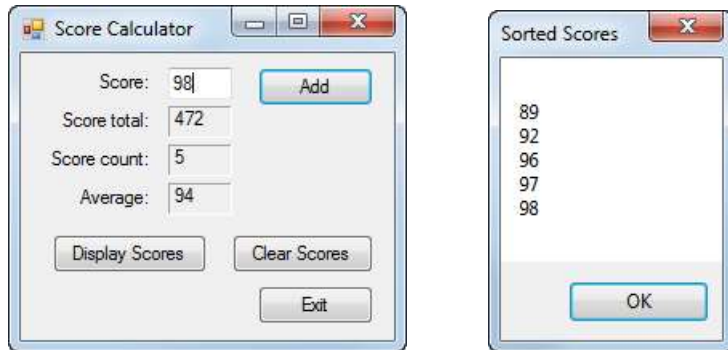 Score Calculator
Score: 98 Add
Score total: 472
Score count: 5
Average: 94
Display Scores Clear Scores
Exit
Sorted Scores
89
92
96
97
98
OK